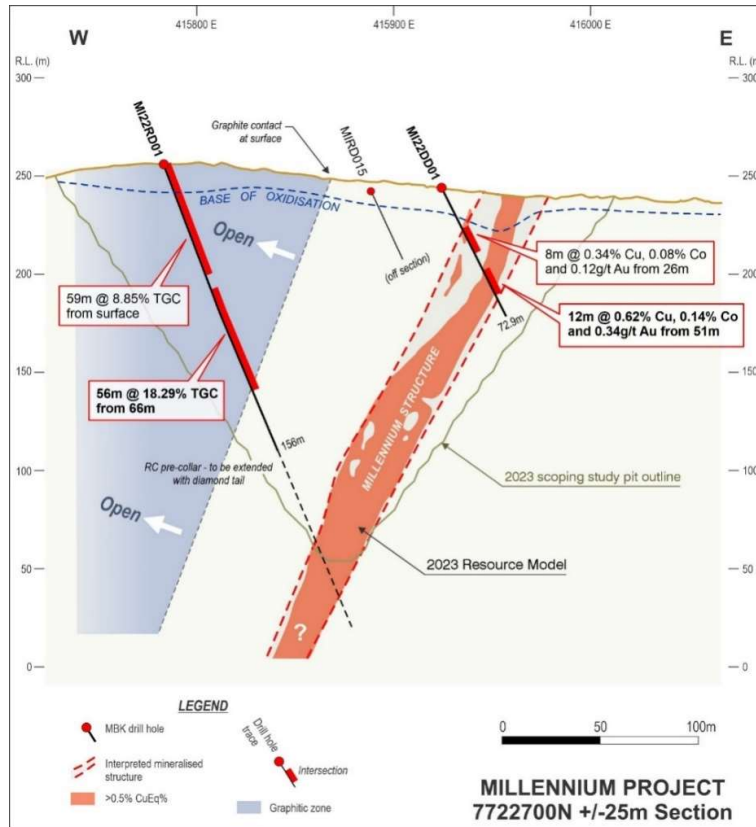 415800 E
415900 E
416000 E
W
E
R.L. (m)
R.L. (m)
300
300
250
250
200
200
150
150
100
100
50
50
0
0
MI22RD01
Graphite contact
at surface
MIRD015
MI22DD01
BASE OF OXIDISATION
Open
(off section)
8m @ 0.34% Cu, 0.08% Co
and 0.12g/t Au from 26m
59m @ 8.85% TGC
from surface
12m @ 0.62% Cu, 0.14% Co
and 0.34g/t Au from 51m
72.9m
56m @ 18.29% TGC
from 66m
MILLENNIUM STRUCTURE
156m
RC pre-collar - to be extended
with diamond tail
2023 scoping study pit outline
Open
2023 Resource Model
?
LEGEND
MBK drill hole
Interpreted mineralised
structure
>0.5% CuEq%
Drill hole
trace
Intersection
Graphitic zone
0
50
100m
MILLENNIUM PROJECT
7722700N +/-25m Section